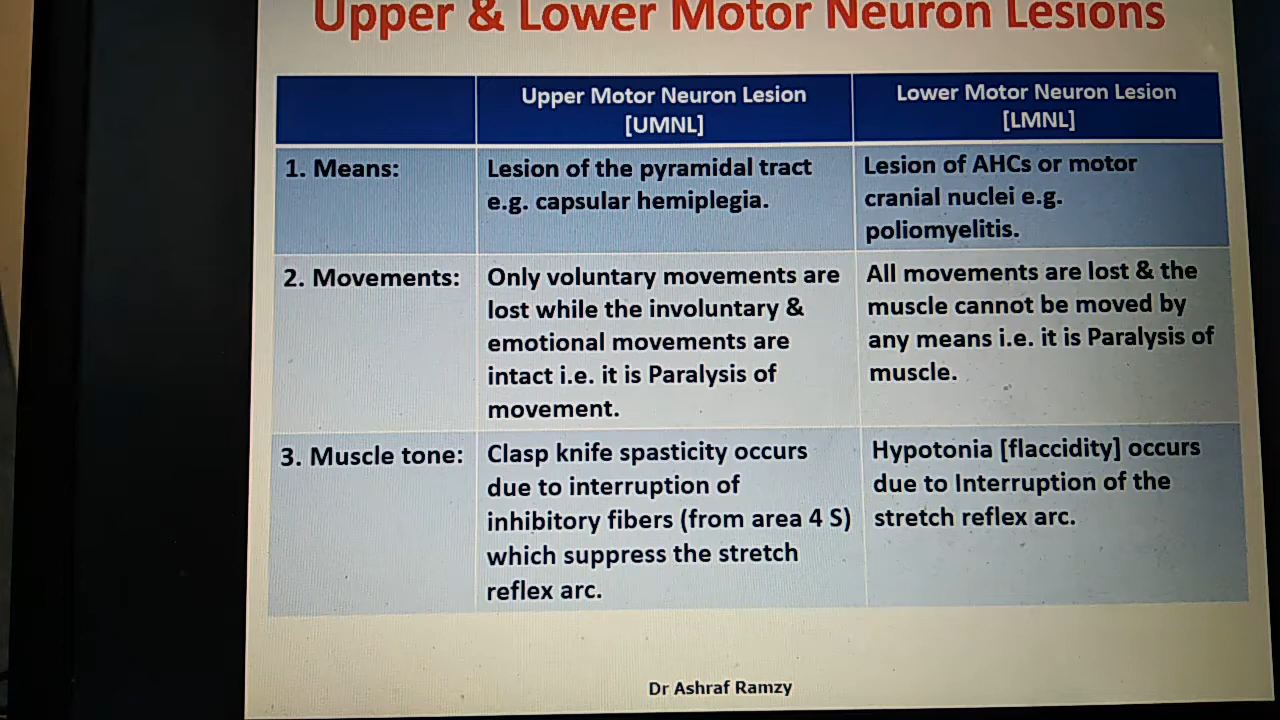 Upper & Lower Motor Neuron Lesions
Upper Motor Neuron Lesion
[UMNL]
Lower Motor Neuron Lesion
[LMNL]
1. Means:
Lesion of the pyramidal tract
e.g. capsular hemiplegia.
Lesion of AHCs or motor
cranial nuclei e.g.
poliomyelitis.
2. Movements:
Only voluntary movements are
lost while the involuntary &
emotional movements are
intact i.e. it is Paralysis of
movement.
All movements are lost & the
muscle cannot be moved by
any means i.e. it is Paralysis of
muscle.
3. Muscle tone:
Clasp knife spasticity occurs
due to interruption of
inhibitory fibers (from area 4 S)
which suppress the stretch
reflex arc.
Hypotonia [flaccidity] occurs
due to Interruption of the
stretch reflex arc.
Dr Ashraf Ramzy